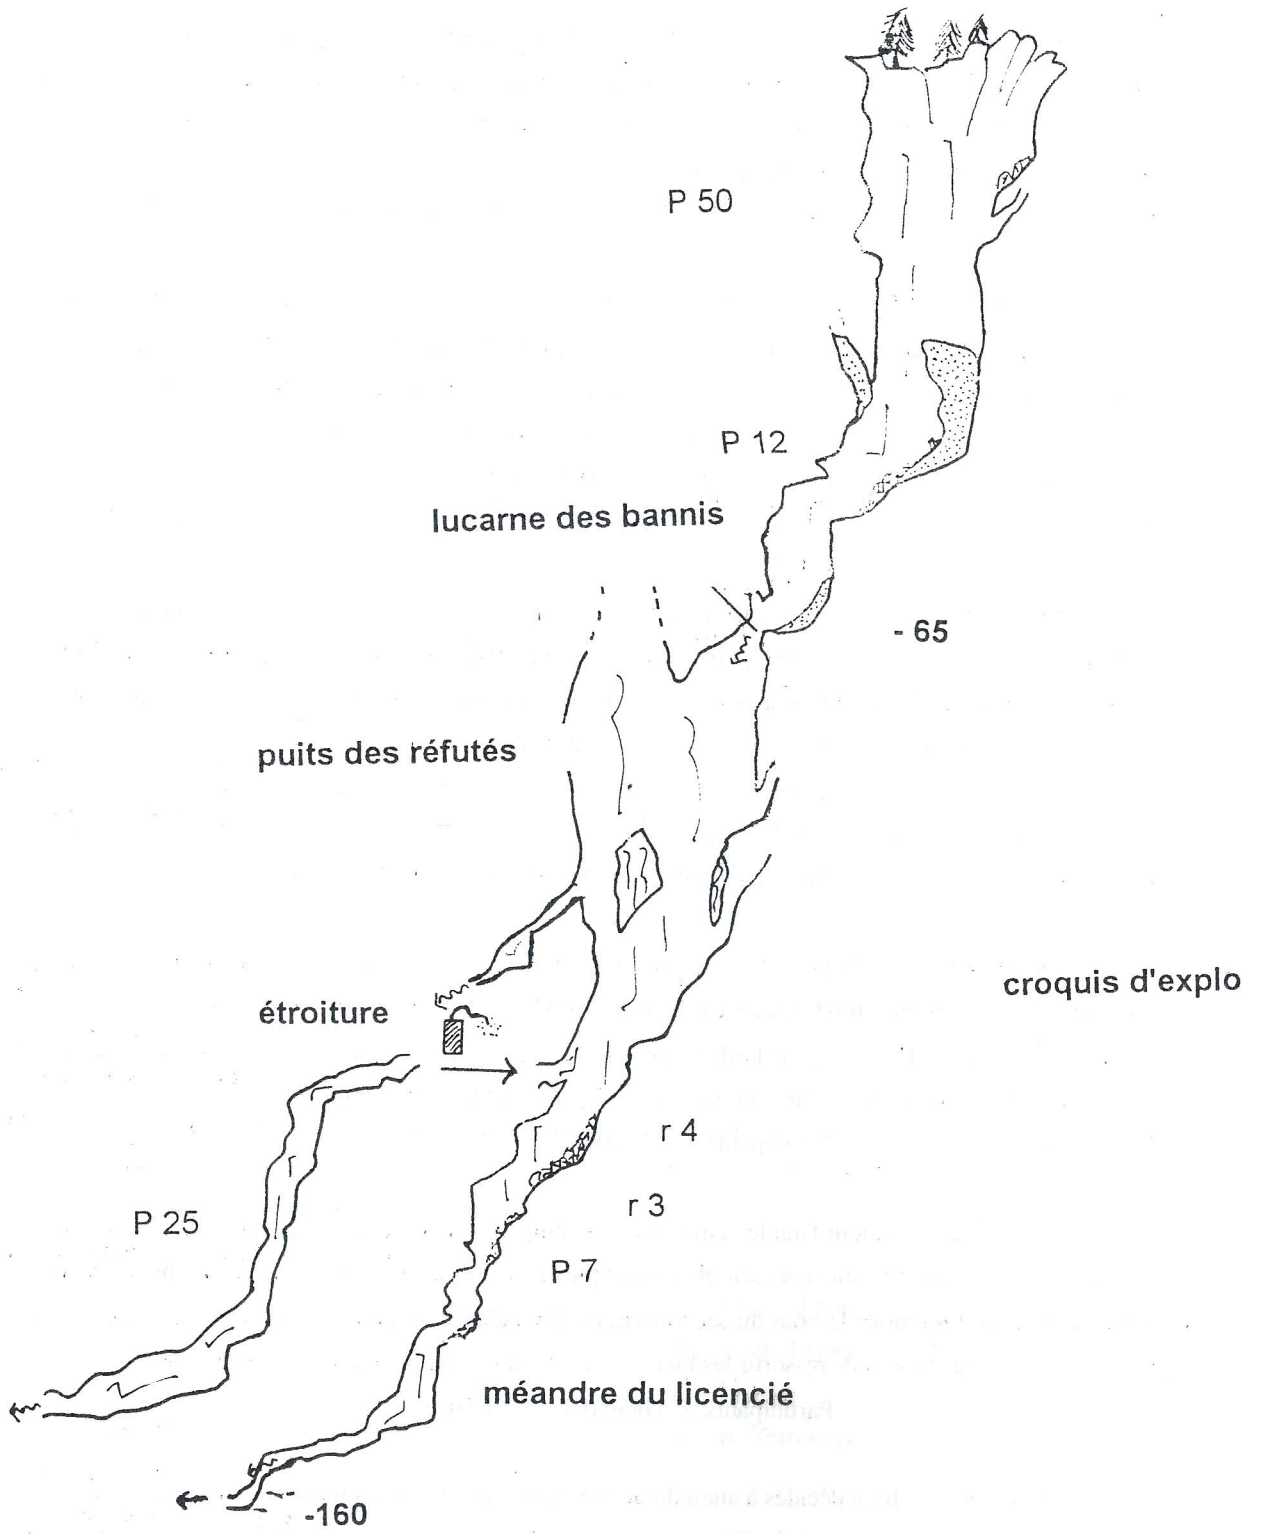 P 50
P 12
lucarne des bannis
- 65
puits des réfutés
croquis d'explo
étroiture
r 4
r 3
P 25
P 7
méandre du licencié
-160